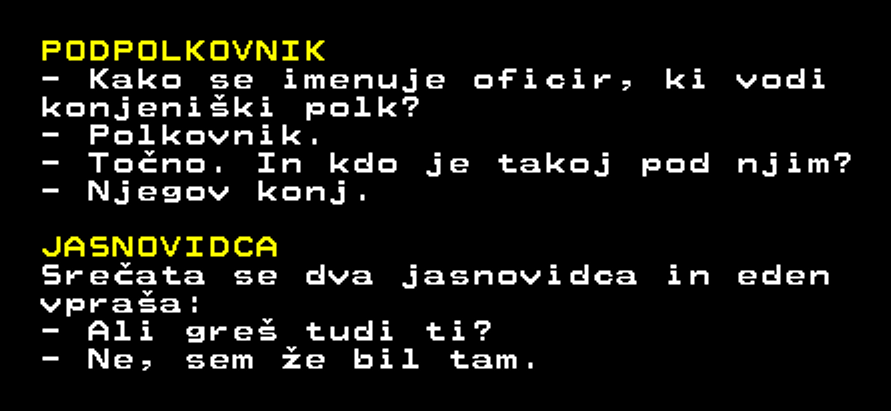 PODPOLKOVNIK
- Kako se imenuje oficir, ki vodi
konjeniški polk?
- Polkovnik.
- Točno. In kdo je takoj pod njim?
- Njegov konj.
JASNOVIDCA
Srečata se dva jasnovidca in eden
vpraša:
- Ali greš tudi ti?
- Ne, sem že bil tam.